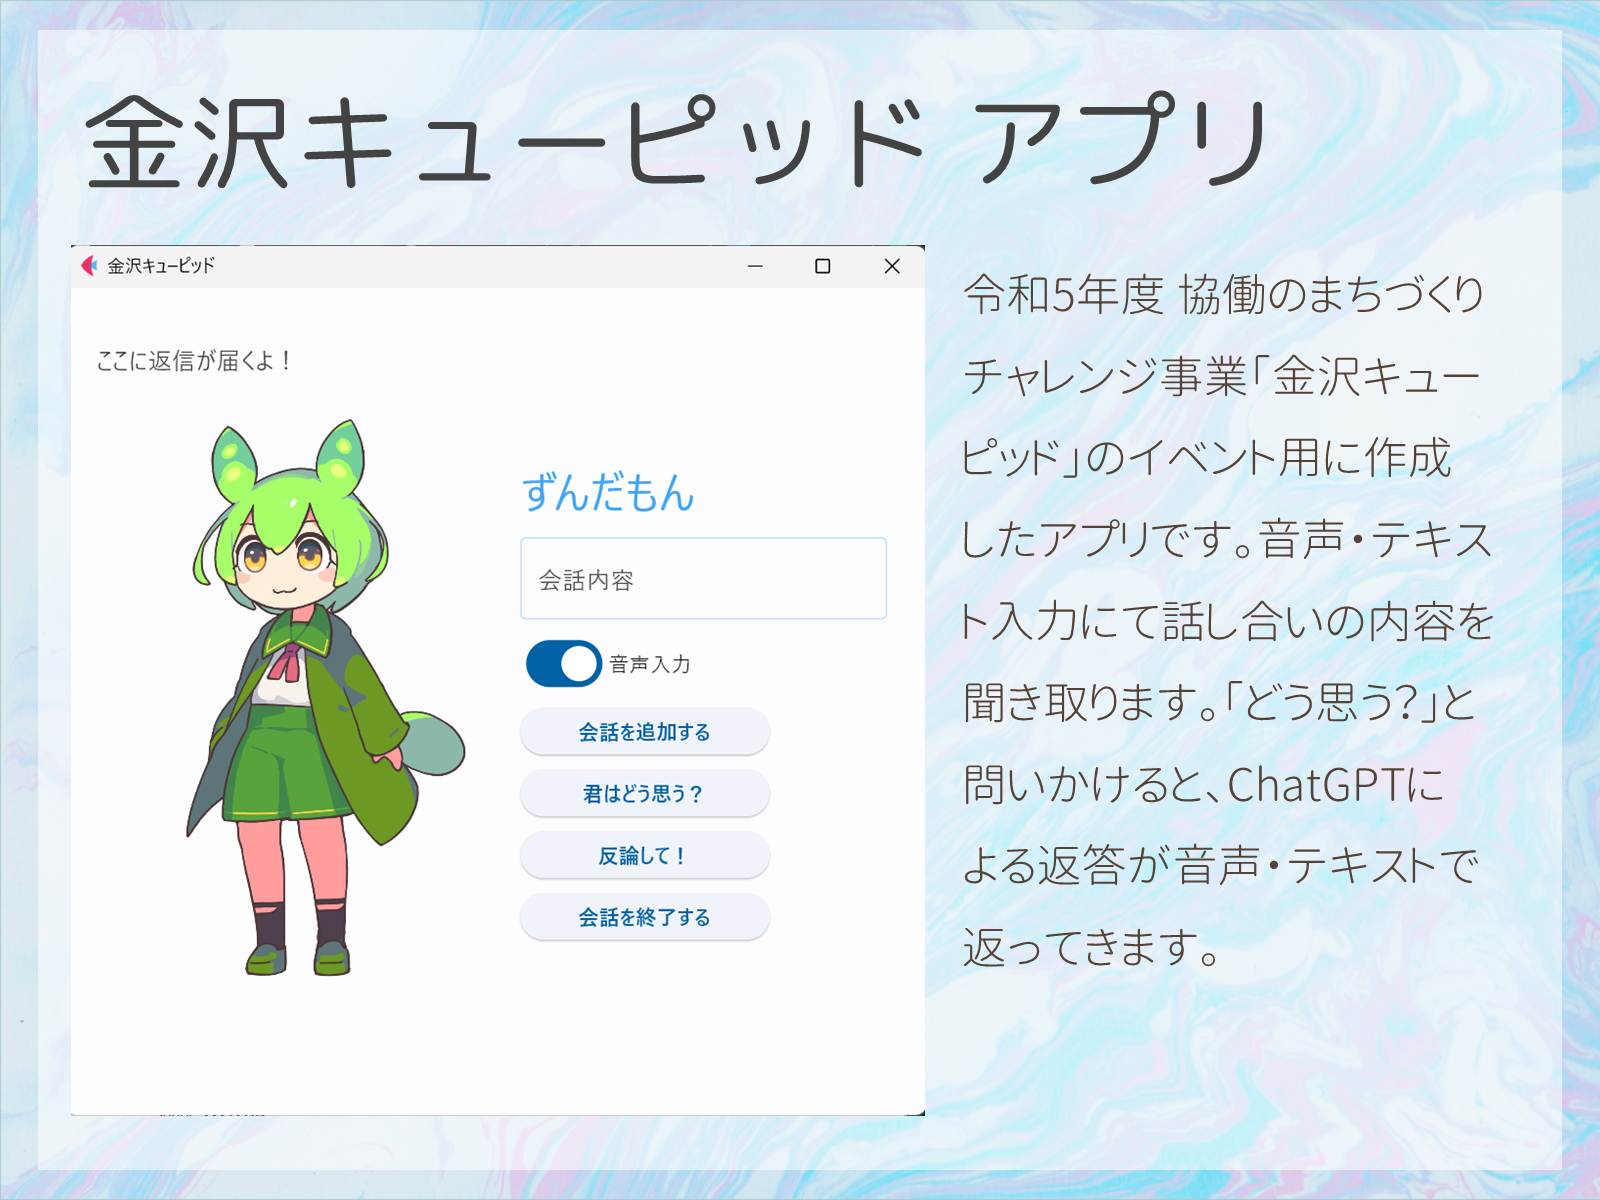 金沢キューピッド アプリ
金沢キューピッド
ここに返信が届くよ！
ずんだもん
会話内容
音声入力
会話を追加する
君はどう思う？
反論して！
会話を終了する
令和5年度 協働のまちづくり
チャレンジ事業「金沢キュー
ピッド」のイベント用に作成
したアプリです。音声・テキス
ト入力にて話し合いの内容を
聞き取ります。「どう思う？」と
問いかけると、ChatGPTに
よる返答が音声・テキストで
返ってきます。